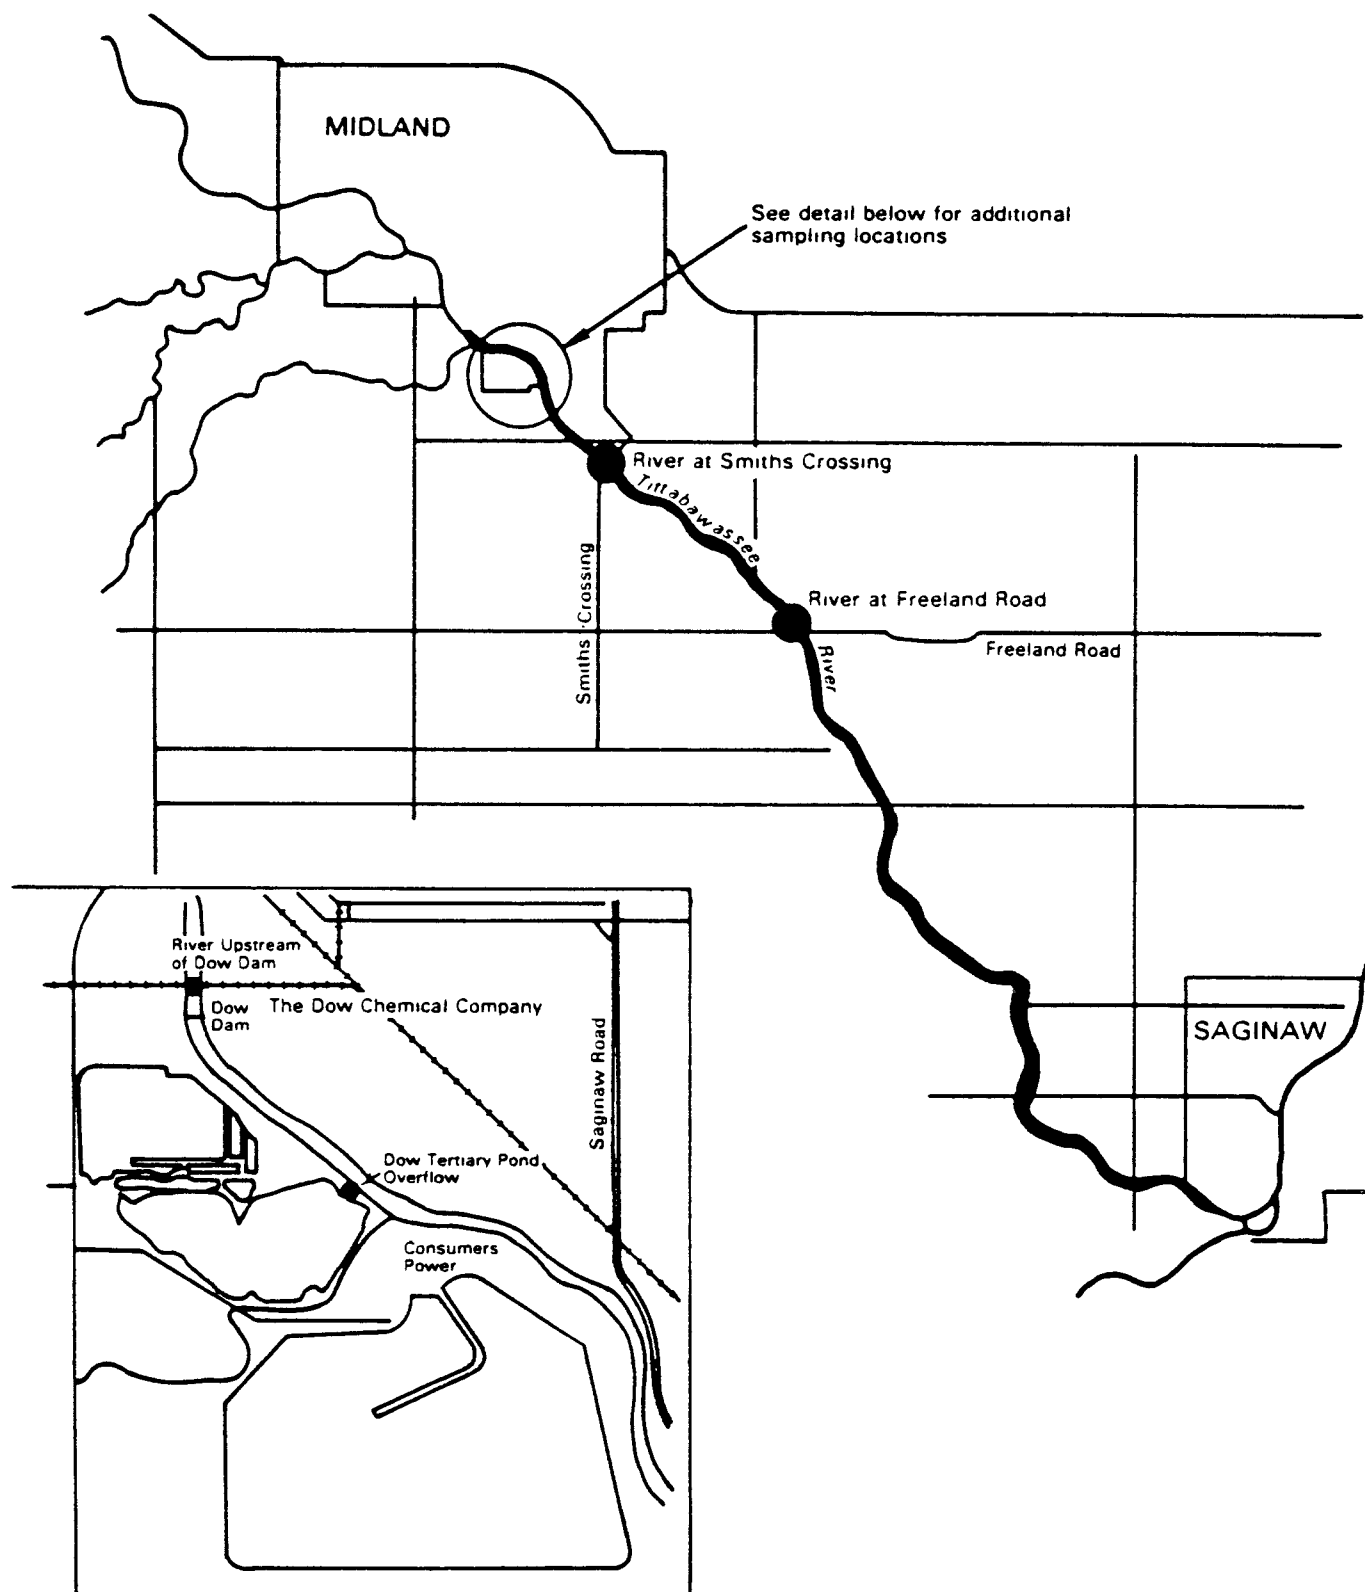 MIDLAND
See detail below for additional
sampling locations
River at Smiths Crossing
Tittabawassee
River
Smiths Crossing
River at Freeland Road
Freeland Road
River Upstream
of Dow Dam
Dow
Dam
The Dow Chemical Company
Saginaw Road
Dow Tertiary Pond
Overflow
Consumers
Power
SAGINAW